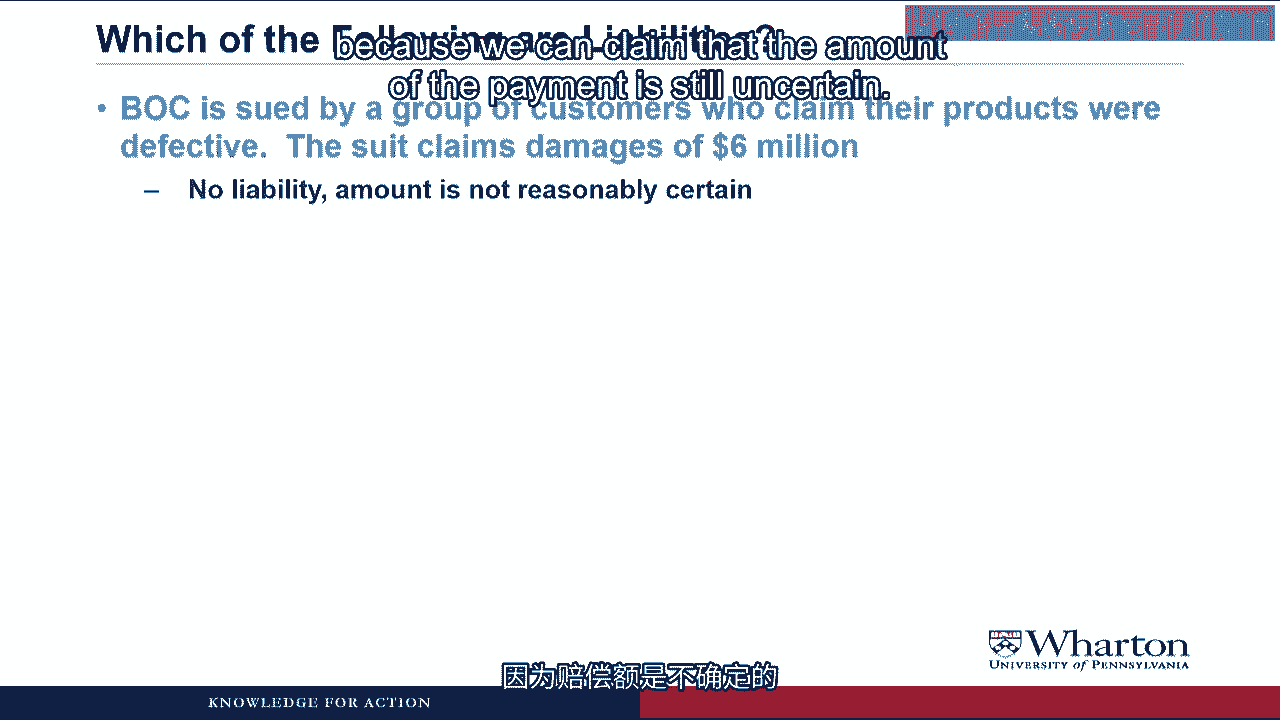 Which of the Following are Liabilities?
because we can claim that the amount
of the payment is still uncertain.
• BOC is sued by a group of customers who claim their products were
defective. The suit claims damages of $6 million
– No liability, amount is not reasonably certain
Wharton
UNIVERSITY of PENNSYLVANIA
因为赔偿额是不确定的
KNOWLEDGE FOR ACTION